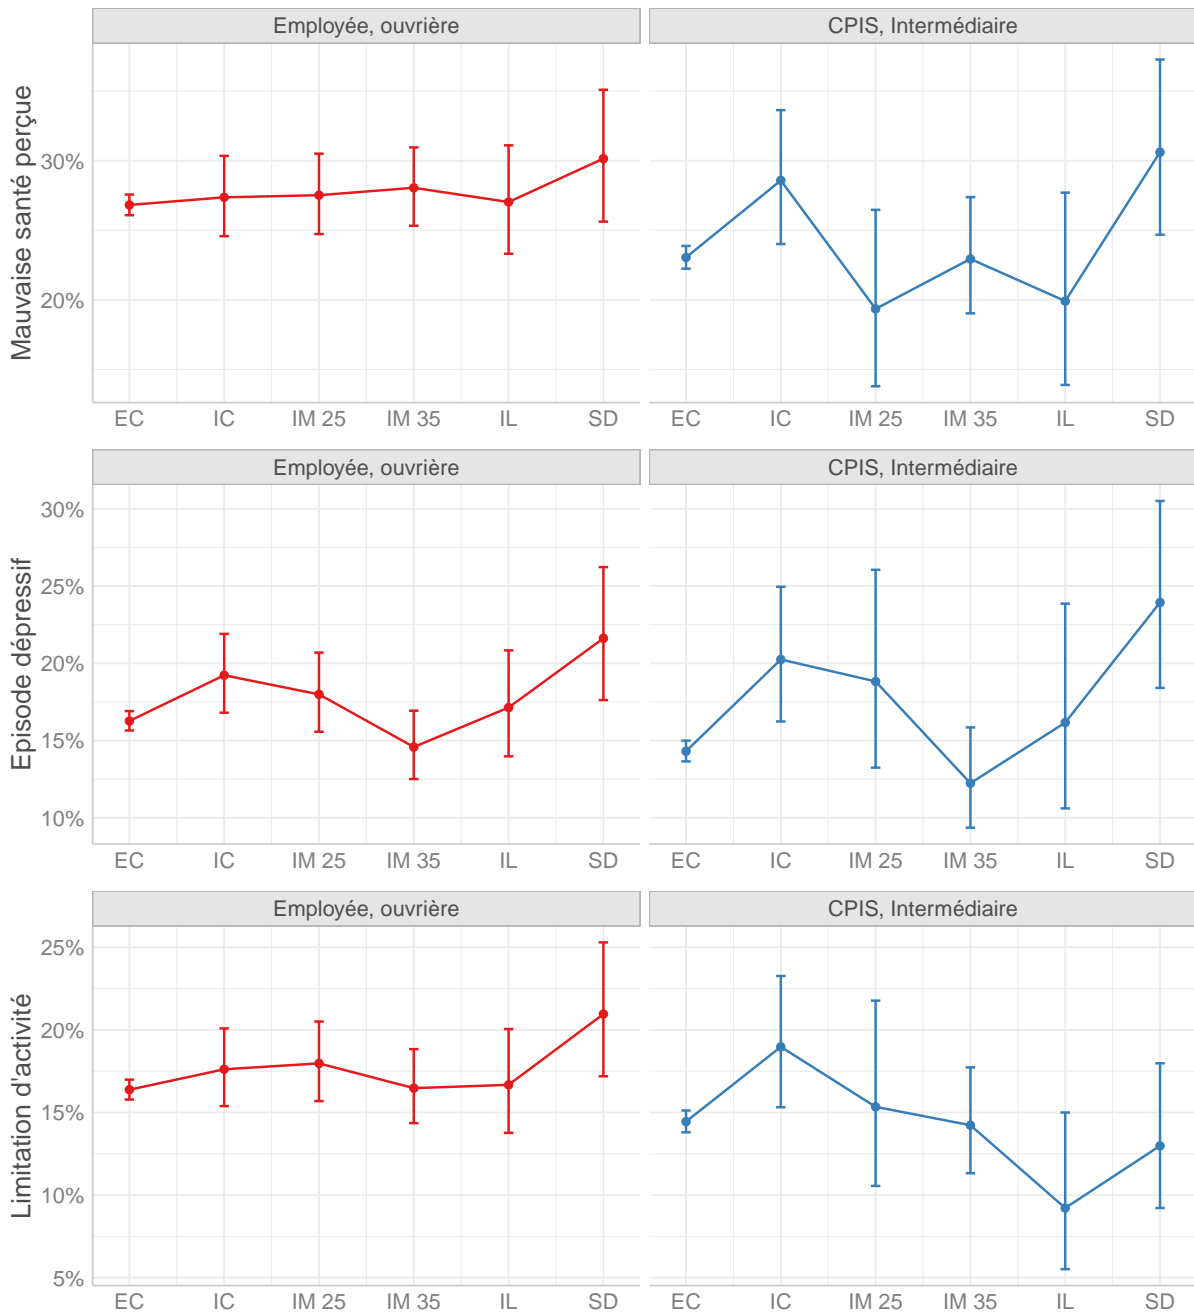 Employée, ouvrière
CPIS, Intermédiaire
Mauvaise santé perçue
30%
20%
EC IC IM 25 IM 35 IL SD
EC IC IM 25 IM 35 IL SD
Employée, ouvrière
CPIS, Intermédiaire
Episode dépressif
30%
25%
20%
15%
10%
EC IC IM 25 IM 35 IL SD
EC IC IM 25 IM 35 IL SD
Employée, ouvrière
CPIS, Intermédiaire
Limitation d'activité
25%
20%
15%
10%
5%
EC IC IM 25 IM 35 IL SD
EC IC IM 25 IM 35 IL SD